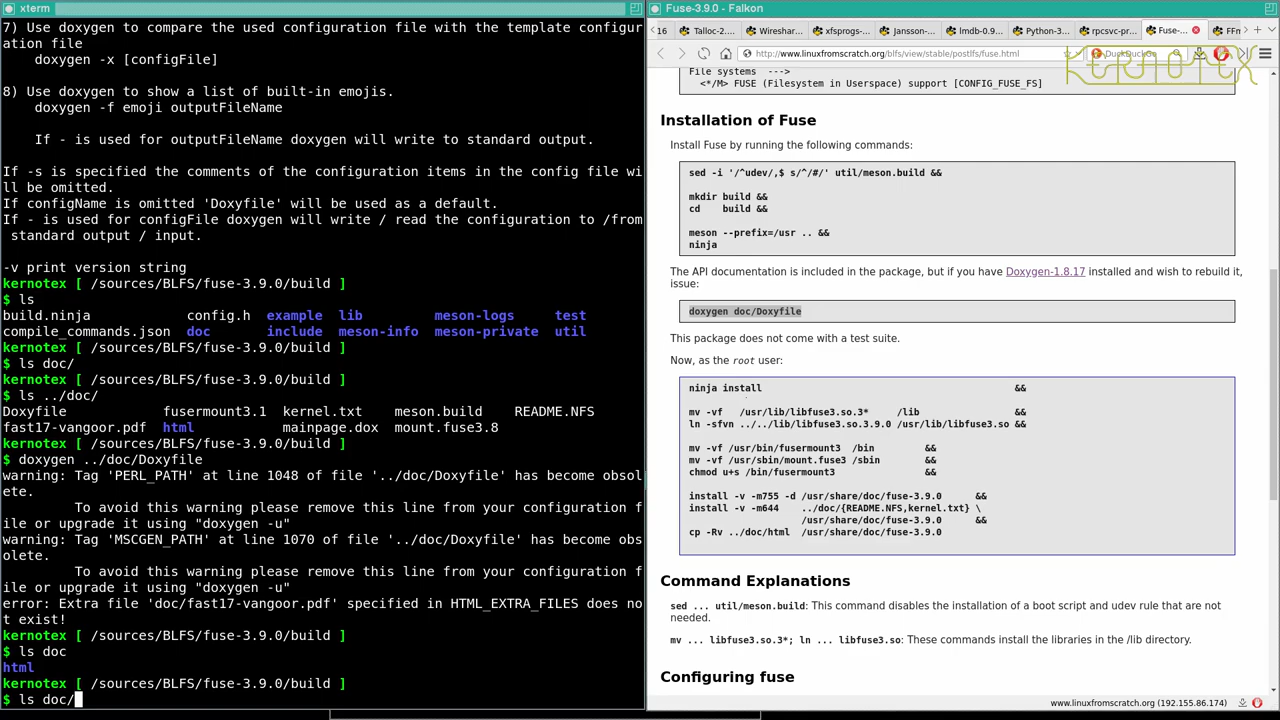 xterm
7) Use doxygen to compare the used configuration file with the template configur
ation file
doxygen -x [configFile]
8) Use doxygen to show a list of built-in emojis.
doxygen -f emoji outputFileName
If - is used for outputFileName doxygen will write to standard output.
If -s is specified the comments of the configuration items in the config file wi
ll be omitted.
If configName is omitted 'Doxyfile' will be used as a default.
If - is used for configFile doxygen will write / read the configuration to /from
standard output / input.
-v print version string
kernotex [ /sources/BLFS/fuse-3.9.0/build ]
$ ls
build.ninja config.h example lib meson-logs test
compile_commands.json doc include meson-info meson-private util
kernotex [ /sources/BLFS/fuse-3.9.0/build ]
$ ls doc/
kernotex [ /sources/BLFS/fuse-3.9.0/build ]
$ ls ../doc/
Doxyfile fusermount3.1 kernel.txt meson.build README.NFS
fast17-vangoor.pdf html mainpage.dox mount.fuse3.8
kernotex [ /sources/BLFS/fuse-3.9.0/build ]
$ doxygen ../doc/Doxyfile
warning: Tag 'PERL_PATH' at line 1048 of file '../doc/Doxyfile' has become obsol
ete.
To avoid this warning please remove this line from your configuration f
ile or upgrade it using "doxygen -u"
warning: Tag 'MSCGEN_PATH' at line 1070 of file '../doc/Doxyfile' has become obs
olete.
To avoid this warning please remove this line from your configuration f
ile or upgrade it using "doxygen -u"
error: Extra file 'doc/fast17-vangoor.pdf' specified in HTML_EXTRA_FILES does no
t exist!
kernotex [ /sources/BLFS/fuse-3.9.0/build ]
$ ls doc
html
kernotex [ /sources/BLFS/fuse-3.9.0/build ]
$ ls doc/
Fuse-3.9.0 - Falkon
16 Talloc-2... Wireshar... xfsprogs-... Jansson-... lmdb-0.9... Python-3... rpcsvc-pr... Fuse-... FFn
http://www.linuxfromscratch.org/blfs/view/stable/postlfs/fuse.html DuckDuckGo
KERNOTEX
File systems --->
<*/M> FUSE (Filesystem in Userspace) support [CONFIG_FUSE_FS]
Installation of Fuse
Install Fuse by running the following commands:
sed -i '/^udev/,$ s/^/#/' util/meson.build &&
mkdir build &&
cd build &&
meson --prefix=/usr .. &&
ninja
The API documentation is included in the package, but if you have Doxygen-1.8.17 installed and wish to rebuild it,
issue:
doxygen doc/Doxyfile
This package does not come with a test suite.
Now, as the root user:
ninja install &&
mv -vf /usr/lib/libfuse3.so.3* /lib &&
ln -sfvn ../../lib/libfuse3.so.3.9.0 /usr/lib/libfuse3.so &&
mv -vf /usr/bin/fusermount3 /bin &&
mv -vf /usr/sbin/mount.fuse3 /sbin &&
chmod u+s /bin/fusermount3 &&
install -v -m755 -d /usr/share/doc/fuse-3.9.0 &&
install -v -m644 ../doc/{README.NFS,kernel.txt} \
/usr/share/doc/fuse-3.9.0 &&
cp -Rv ../doc/html /usr/share/doc/fuse-3.9.0
Command Explanations
sed ... util/meson.build: This command disables the installation of a boot script and udev rule that are not
needed.
mv ... libfuse3.so.3*; ln ... libfuse3.so: These commands install the libraries in the /lib directory.
Configuring fuse
www.linuxfromscratch.org (192.155.86.174)